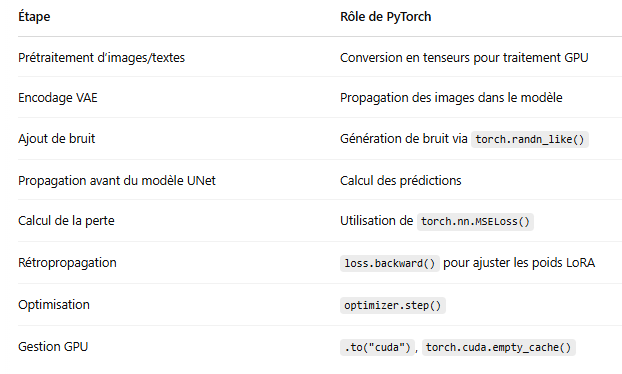 Étape Rôle de PyTorch
Prétraitement d’images/textes Conversion en tenseurs pour traitement GPU
Encodage VAE Propagation des images dans le modèle
Ajout de bruit Génération de bruit via torch.randn_like()
Propagation avant du modèle UNet Calcul des prédictions
Calcul de la perte Utilisation de torch.nn.MSELoss()
Rétropropagation loss.backward() pour ajuster les poids LoRA
Optimisation optimizer.step()
Gestion GPU .to("cuda"), torch.cuda.empty_cache()